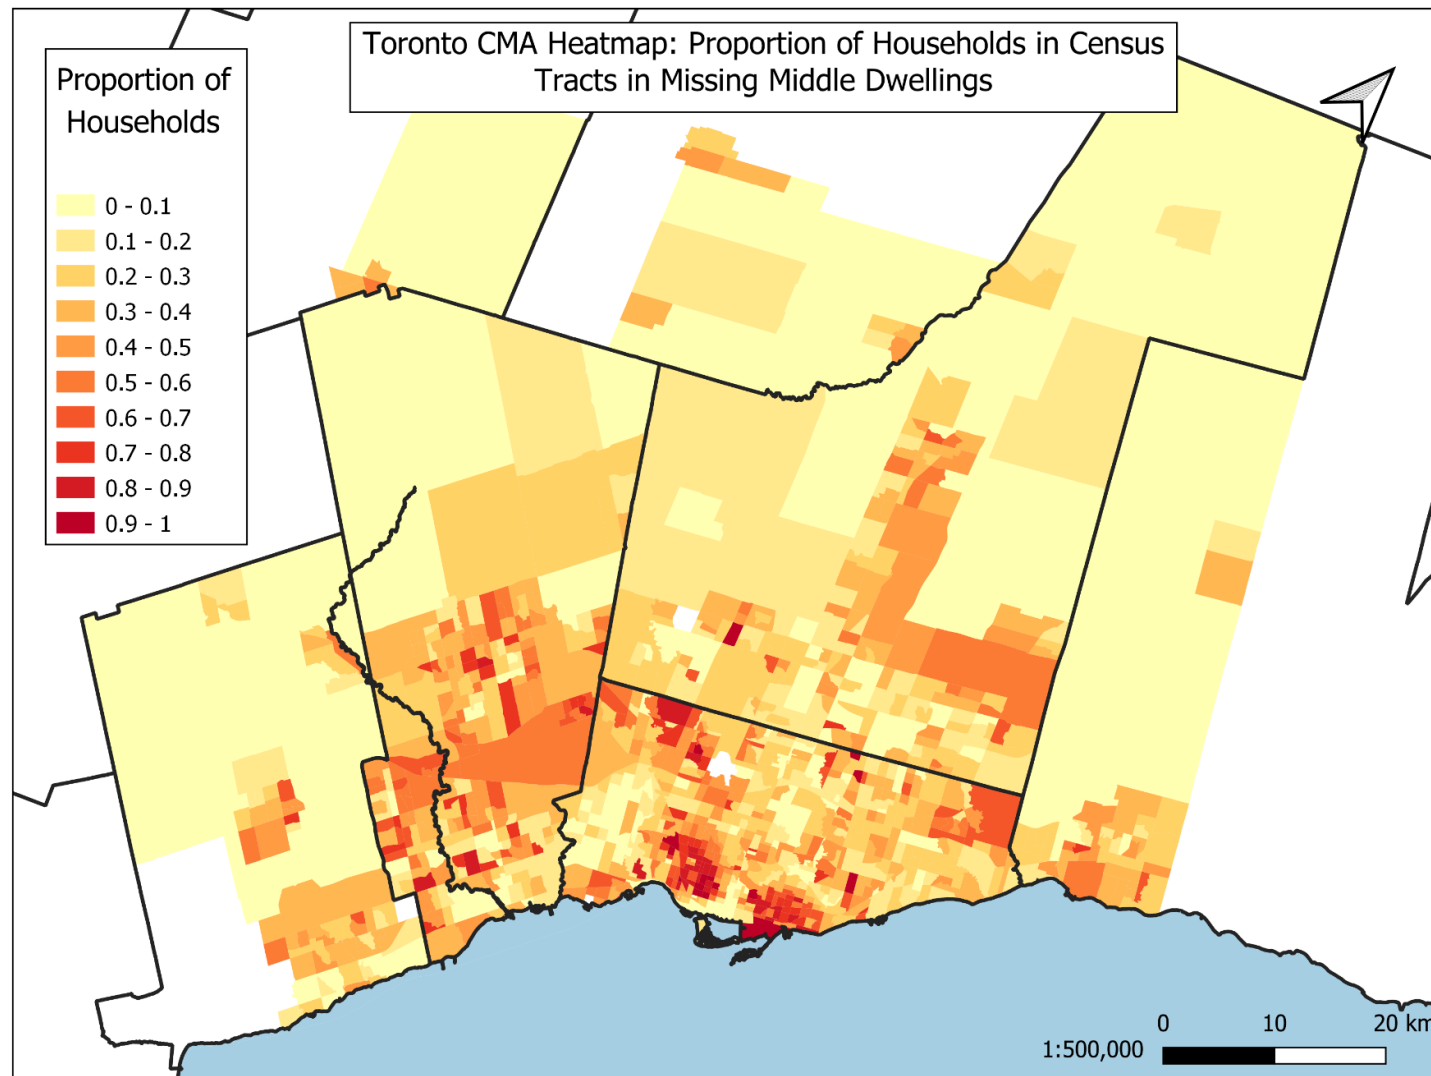 Toronto CMA Heatmap: Proportion of Households in Census
Tracts in Missing Middle Dwellings
Proportion of
Households
0 - 0.1
0.1 - 0.2
0.2 - 0.3
0.3 - 0.4
0.4 - 0.5
0.5 - 0.6
0.6 - 0.7
0.7 - 0.8
0.8 - 0.9
0.9 - 1
0 10 20 km
1:500,000